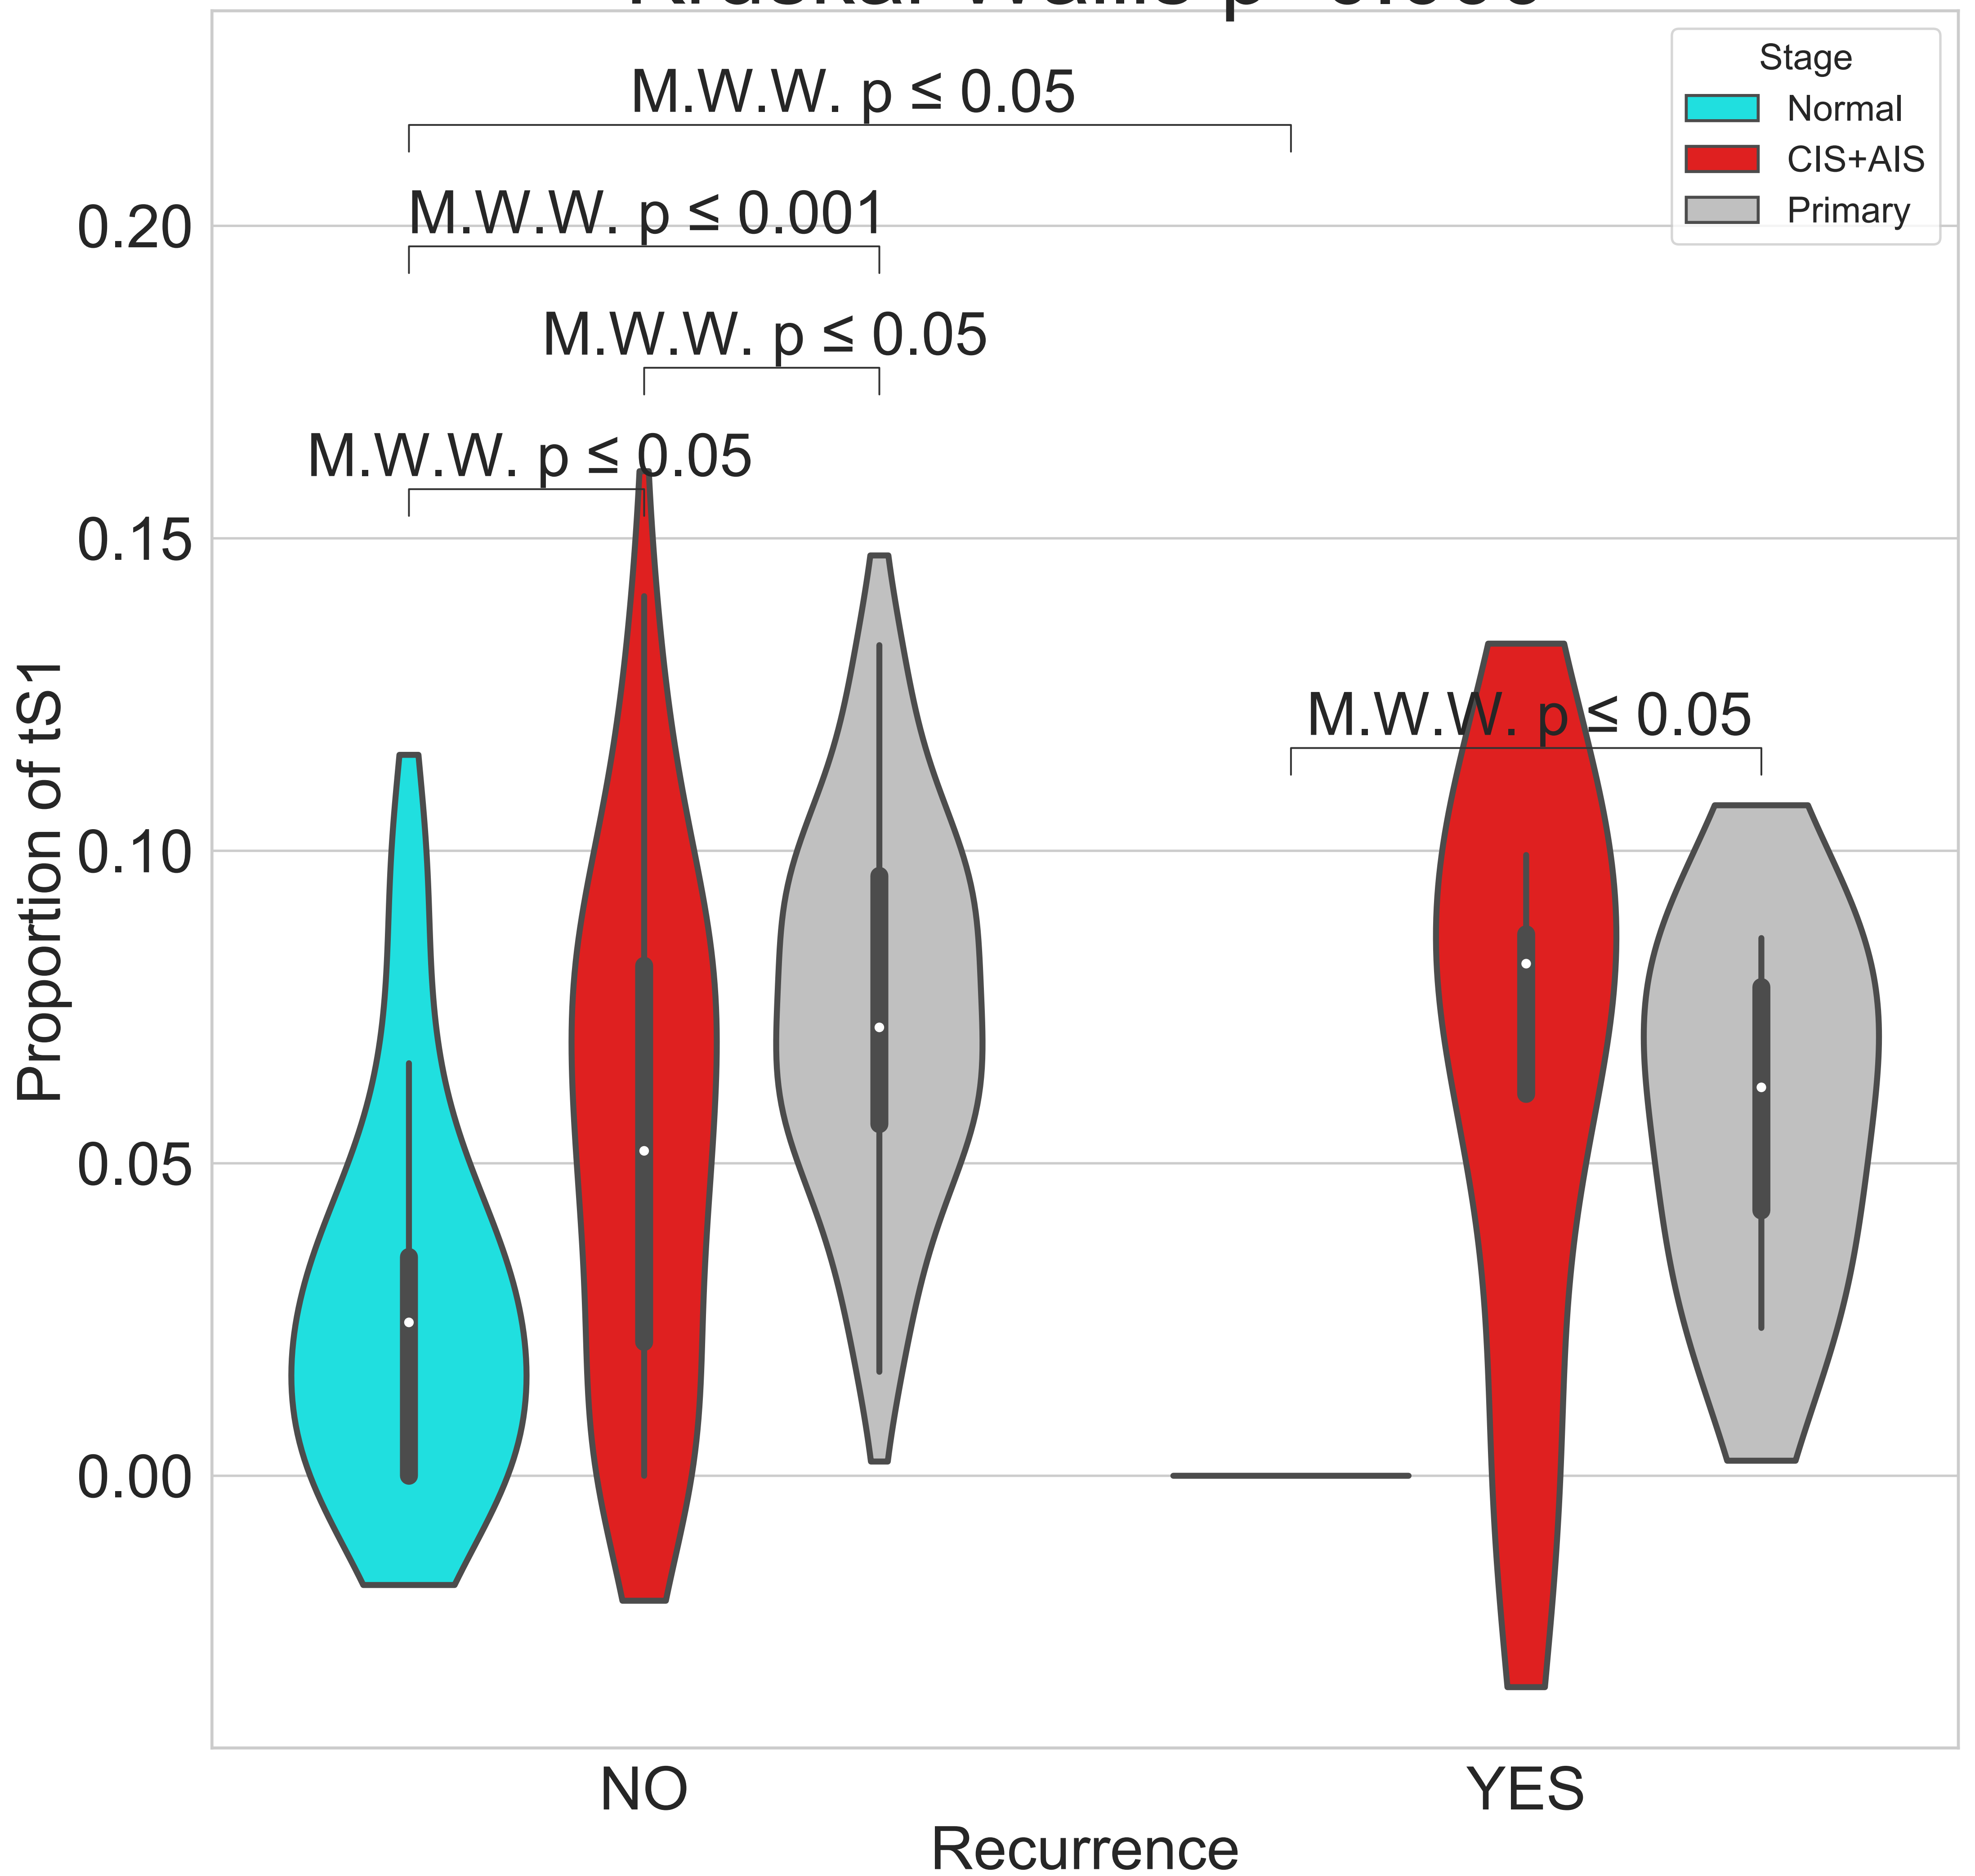 Stage
Normal
CIS+AIS
Primary
M.W.W. p ≤ 0.05
M.W.W. p ≤ 0.001
M.W.W. p ≤ 0.05
M.W.W. p ≤ 0.05
M.W.W. p ≤ 0.05
0.20
0.15
0.10
0.05
0.00
Proportion of tS1
NO
YES
Recurrence